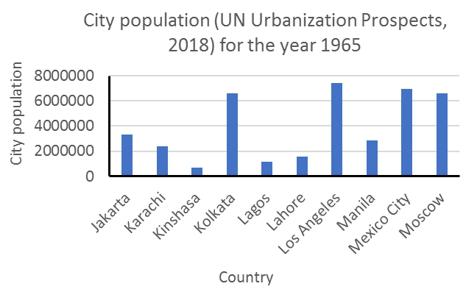 City population (UN Urbanization Prospects,
2018) for the year 1965
City population
8000000
6000000
4000000
2000000
0
Jakarta
Karachi
Kinshasa
Kolkata
Lagos
Lahore
Los Angeles
Manila
Mexico City
Moscow
Country